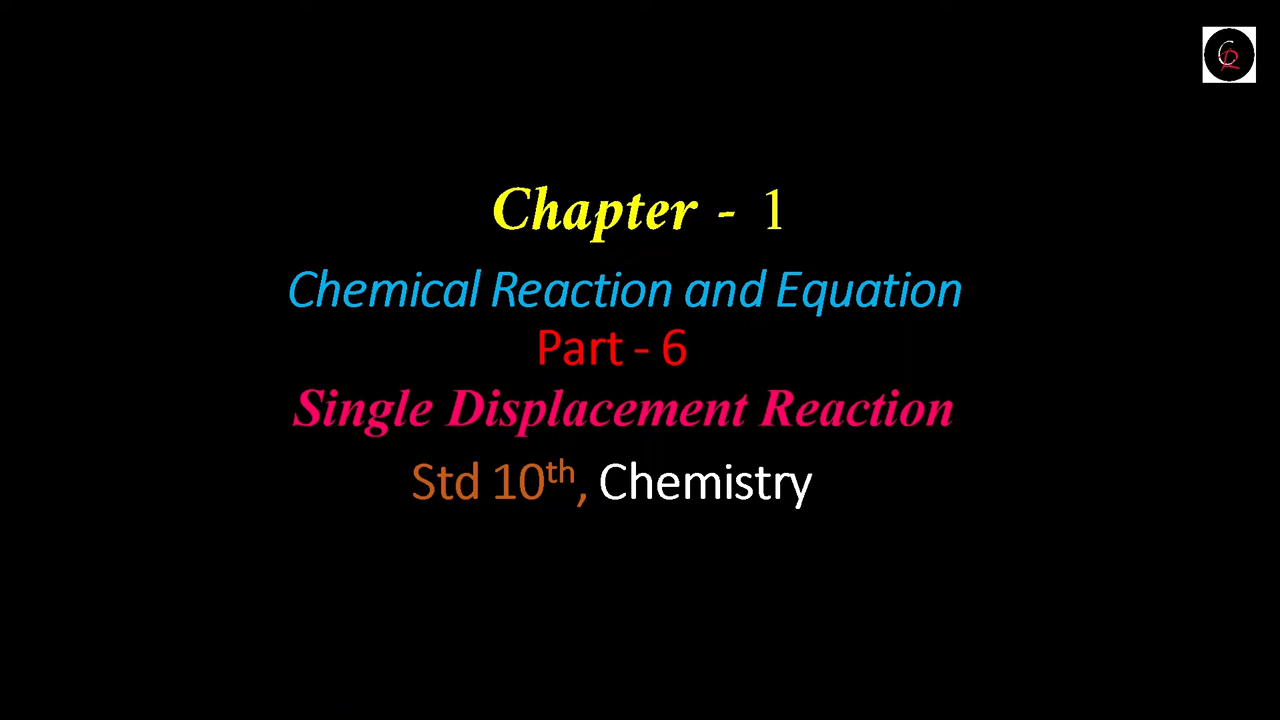 Chapter - 1
Chemical Reaction and Equation
Part - 6
Single Displacement Reaction
Std 10th, Chemistry